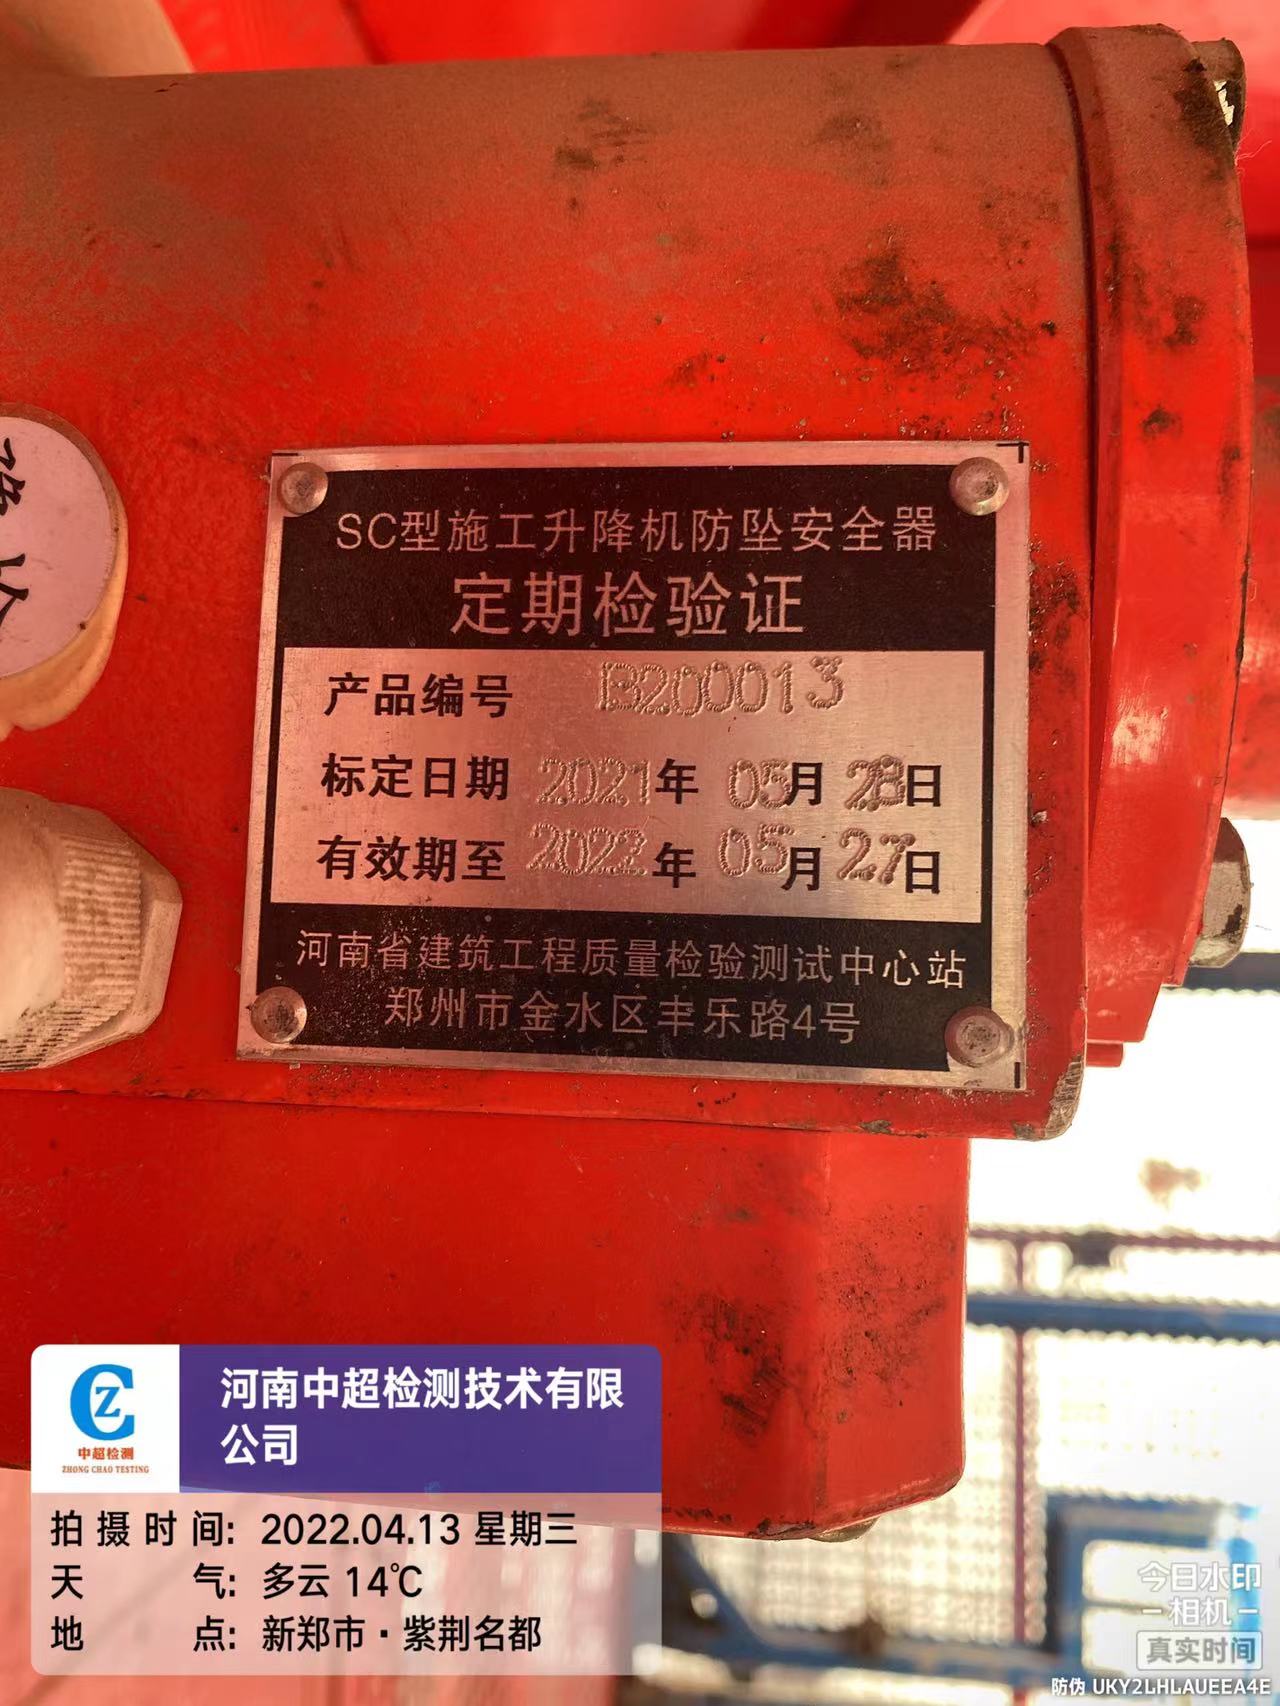 SC型施工升降机防坠安全器
定期检验证
产品编号 B200013
标定日期 2021年 05月 28日
有效期至 2022年 05月 27日
河南省建筑工程质量检验测试中心站
郑州市金水区丰乐路4号
中超检测
ZHONG CHAO TESTING
河南中超检测技术有限
公司
拍摄时间: 2022.04.13 星期三
天气: 多云 14℃
地点: 新郑市·紫荆名都
今日水印
相机
真实时间
防伪 UKY2LHLAUEEA4E